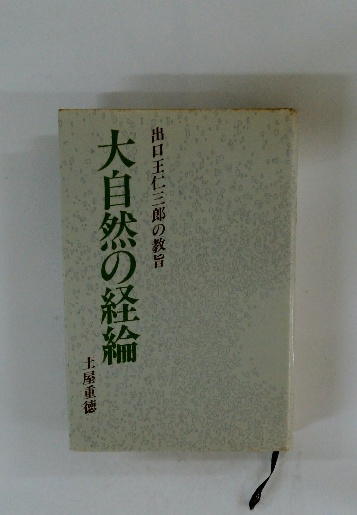 出口王仁三郎の教旨
大自然の経綸
土屋重徳